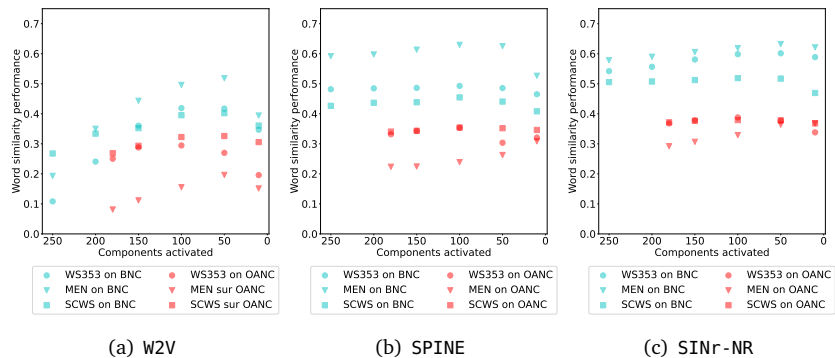 Word similarity performance
0.7
0.6
0.5
0.4
0.3
0.2
0.1
0.0
250 200 150 100 50 0
Components activated
WS353 on BNC WS353 on OANC
MEN on BNC MEN sur OANC
SCWS on BNC SCWS sur OANC
(a) W2V
Word similarity performance
0.7
0.6
0.5
0.4
0.3
0.2
0.1
0.0
250 200 150 100 50 0
Components activated
WS353 on BNC WS353 on OANC
MEN on BNC MEN on OANC
SCWS on BNC SCWS on OANC
(b) SPINE
Word similarity performance
0.7
0.6
0.5
0.4
0.3
0.2
0.1
0.0
250 200 150 100 50 0
Components activated
WS353 on BNC WS353 on OANC
MEN on BNC MEN on OANC
SCWS on BNC SCWS on OANC
(c) SINr-NR